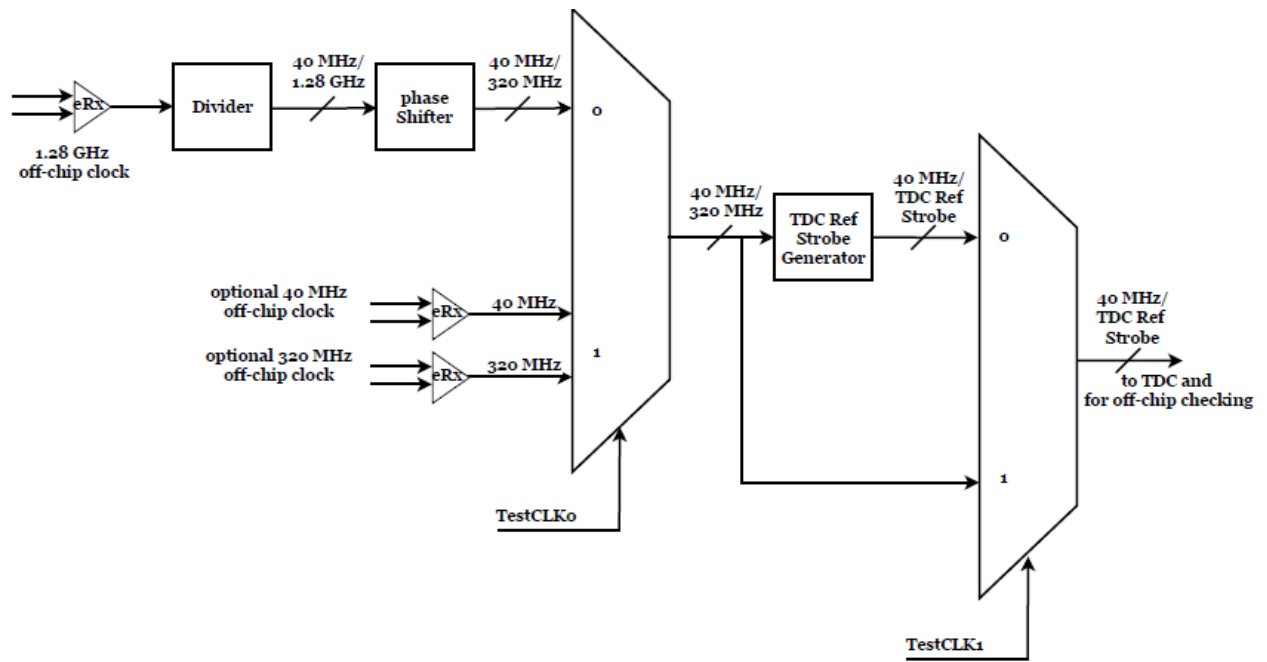 40 MHz/
1.28 GHz
40 MHz/
320 MHz
eRx
Divider
phase
Shifter
0
1.28 GHz
off-chip clock
40 MHz/
320 MHz
TDC Ref
Strobe
Generator
40 MHz/
TDC Ref
Strobe
0
optional 40 MHz
off-chip clock
eRx
40 MHz
optional 320 MHz
off-chip clock
eRx
320 MHz
1
40 MHz/
TDC Ref
Strobe
to TDC and
for off-chip checking
1
TestCLK0
TestCLK1